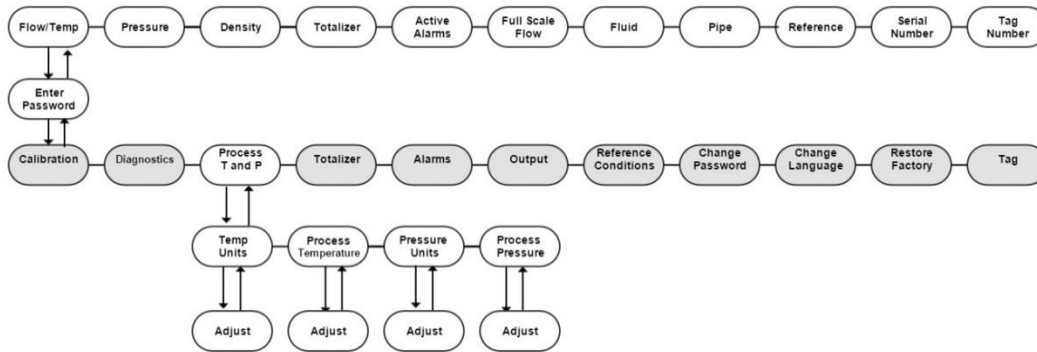 Flow/Temp
Pressure
Density
Totalizer
Active
Alarms
Full Scale
Flow
Fluid
Pipe
Reference
Serial
Number
Tag
Number
Enter
Password
Calibration
Diagnostics
Process
T and P
Totalizer
Alarms
Output
Reference
Conditions
Change
Password
Change
Language
Restore
Factory
Tag
Temp
Units
Process
Temperature
Pressure
Units
Process
Pressure
Adjust
Adjust
Adjust
Adjust